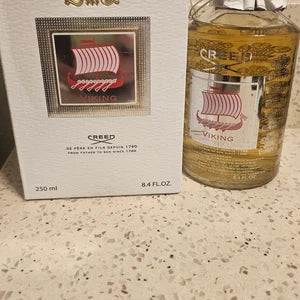 VIKING
CREED
DE PÈRE EN FILS DEPUIS 1760
FROM FATHER TO SON SINCE 1760
250 ml
8.4 FL.OZ.
CREED
VIKING